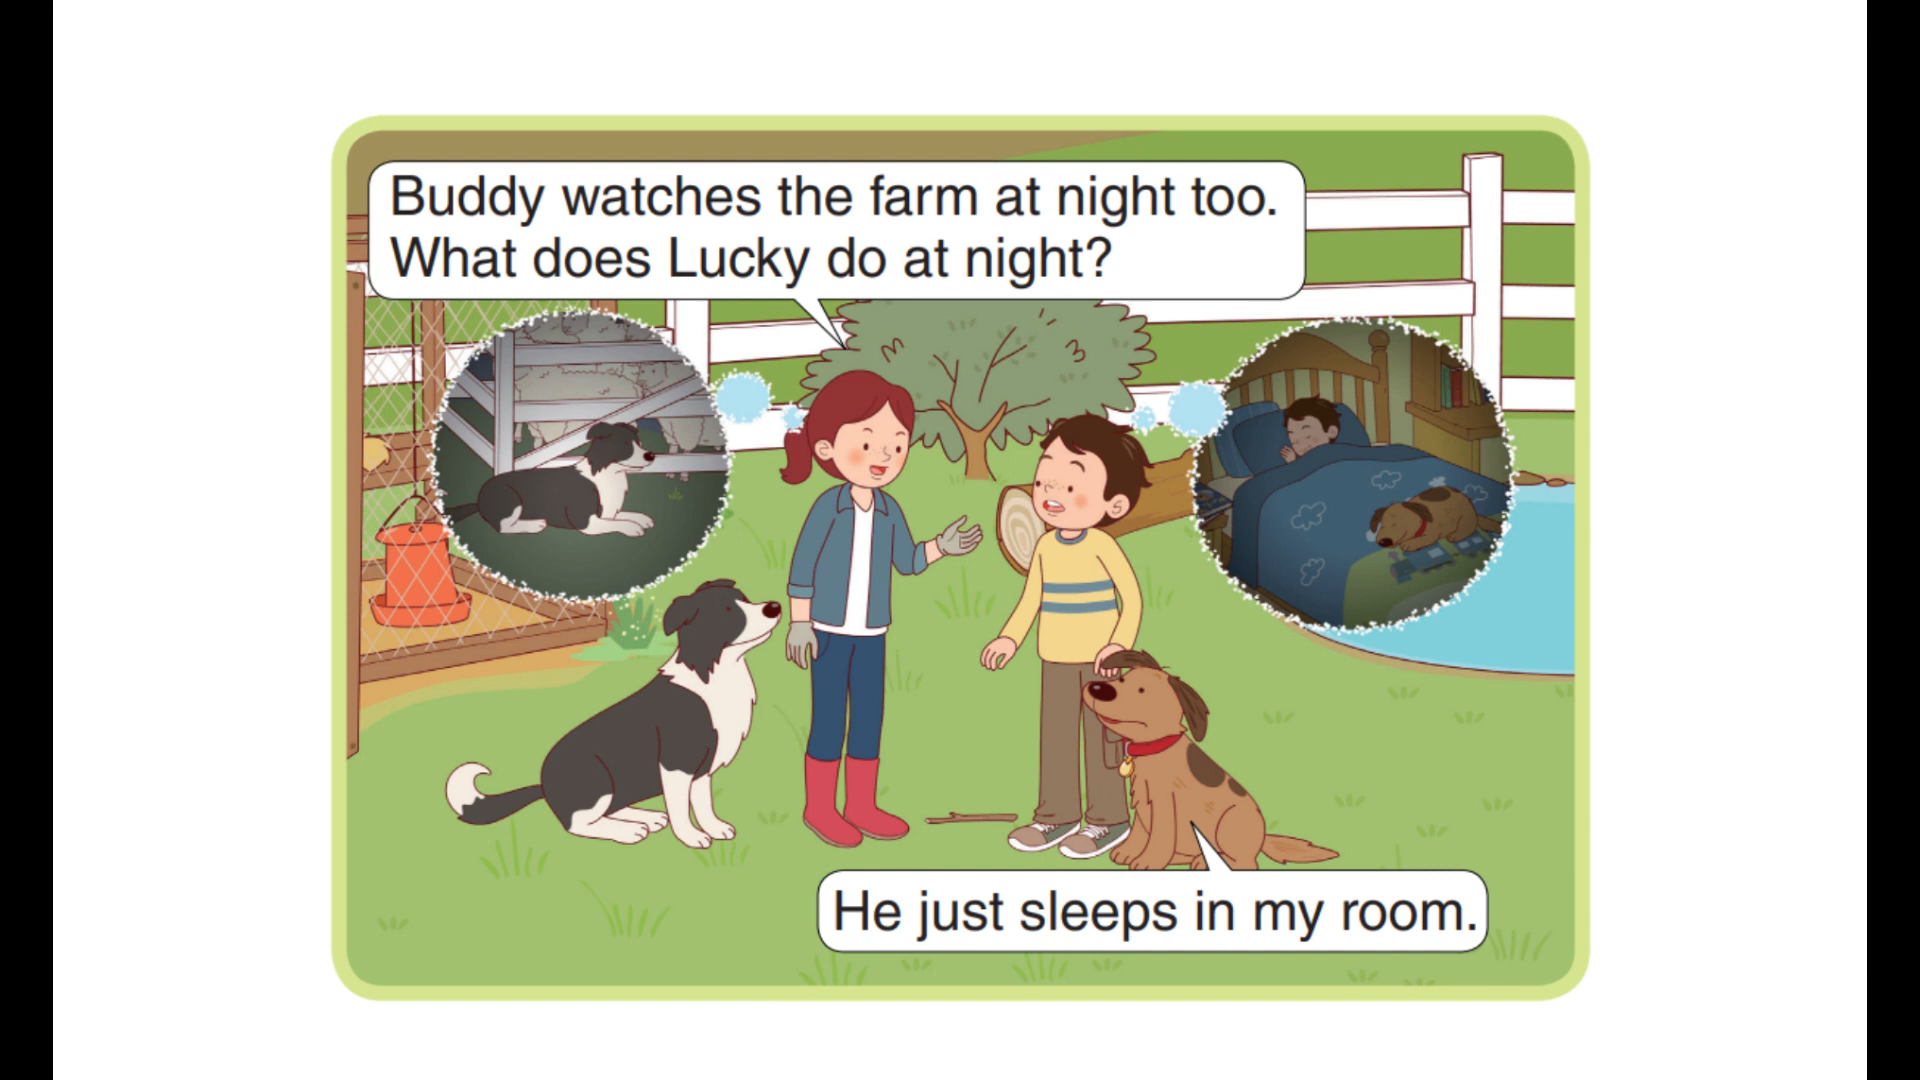 Buddy watches the farm at night too.
What does Lucky do at night?
He just sleeps in my room.